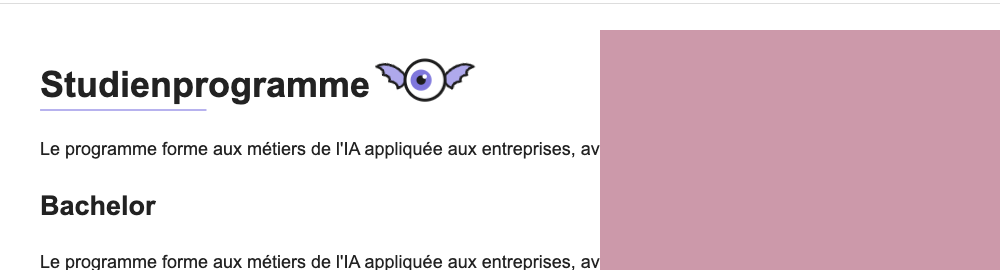 Studienprogramme
Le programme forme aux métiers de l'IA appliquée aux entreprises, av
Bachelor
Le programme forme aux métiers de l'IA appliquée aux entreprises, av